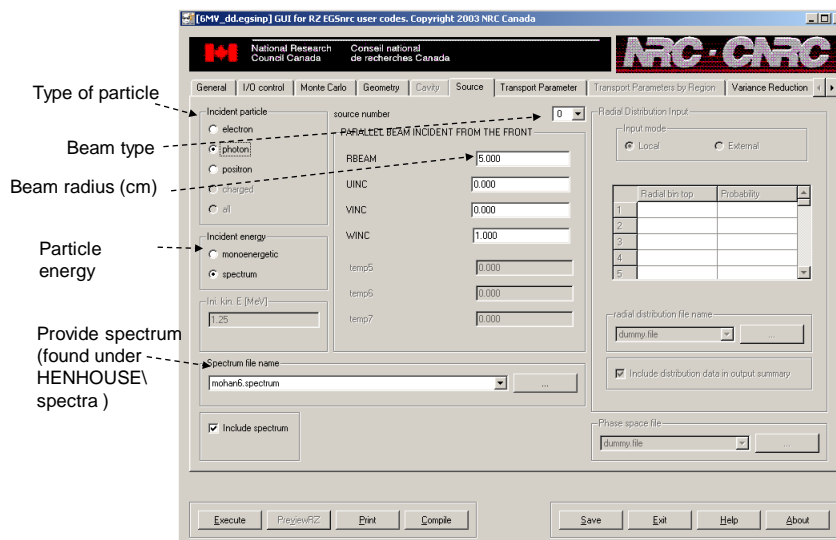 [6MV_dd.egsinp] GUI for RZ EGSnrc user codes. Copyright 2003 NRC Canada
National Research Council Canada
Conseil national de recherches Canada
NRC · CNRC
General
I/O control
Monte Carlo
Geometry
Cavity
Source
Transport Parameter
Transport Parameters by Region
Variance Reduction
Type of particle
Beam type
Beam radius (cm)
Particle
energy
Provide spectrum
(found under
HENHOUSE\
spectra )
Incident particle
electron
photon
positron
charged
all
Incident energy
monoenergetic
spectrum
Ini. kin. E [MeV]
1.25
source number
0
PARALLEL BEAM INCIDENT FROM THE FRONT
RBEAM 5.000
UINC 0.000
VINC 0.000
WINC 1.000
temp5 0.000
temp6 0.000
temp7 0.000
Spectrum file name
mohan6.spectrum
...
Include spectrum
Radial Distribution Input
Input mode
Local
External
Radial bin top Probability
1
2
3
4
5
radial distribution file name
dummy.file
...
Include distribution data in output summary
Phase space file
dummy.file
...
Execute
PreviewRZ
Print
Compile
Save
Exit
Help
About